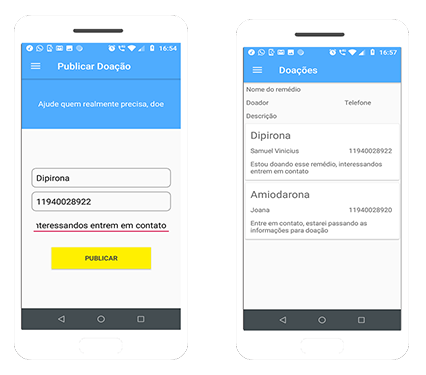 16:54
Publicar Doação
Ajude quem realmente precisa, doe
Dipirona
11940028922
nteressandos entrem em contato
PUBLICAR
16:57
Doações
Nome do remédio
Doador Telefone
Descrição
Dipirona
Samuel Vinicius 11940028922
Estou doando esse remédio, interessandos
entrem em contato
Amiodarona
Joana 11940028920
Entre em contato, estarei passando as
informações para doação